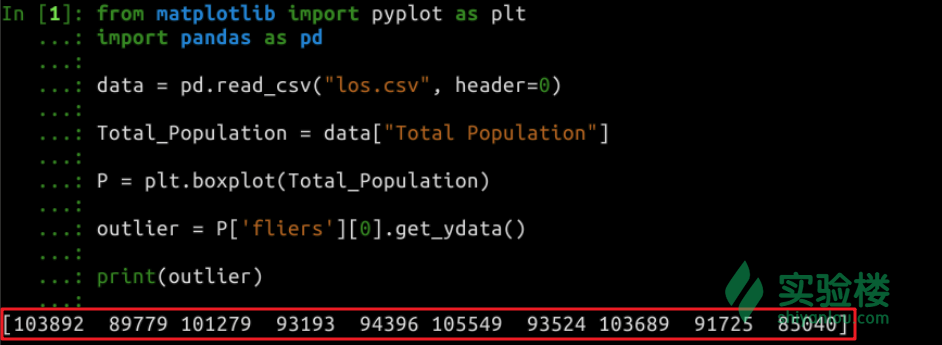 In [1]: from matplotlib import pyplot as plt
...: import pandas as pd
...:
...: data = pd.read_csv("los.csv", header=0)
...:
...: Total_Population = data["Total Population"]
...:
...: P = plt.boxplot(Total_Population)
...:
...: outlier = P['fliers'][0].get_ydata()
...:
...: print(outlier)
...:
实验楼
shiyanlou.com
[103892 89779 101279 93193 94396 105549 93524 103689 91725 85040]